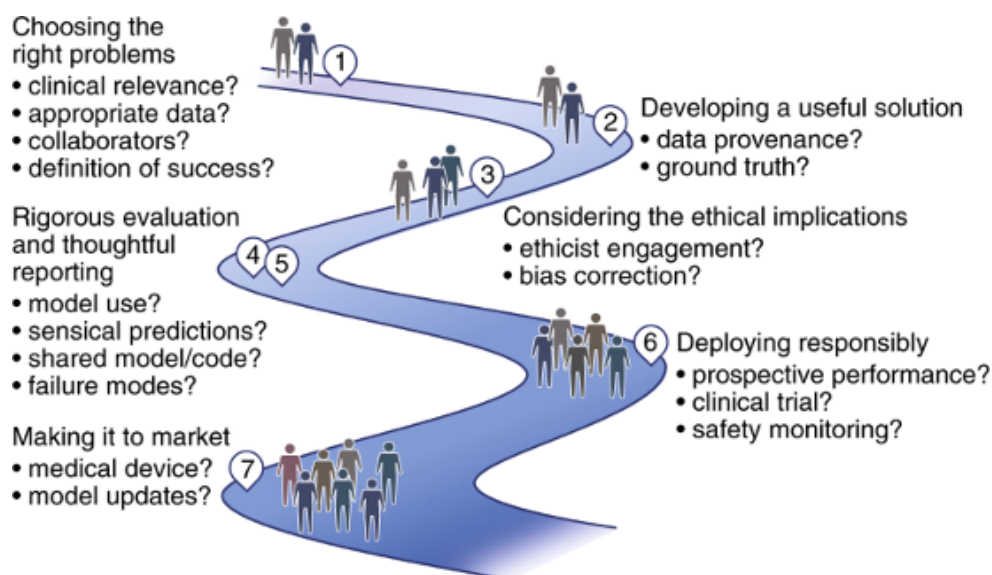 Choosing the
right problems
• clinical relevance?
• appropriate data?
• collaborators?
• definition of success?
1
2
Developing a useful solution
• data provenance?
• ground truth?
3
Considering the ethical implications
• ethicist engagement?
• bias correction?
Rigorous evaluation
and thoughtful
reporting
• model use?
• sensical predictions?
• shared model/code?
• failure modes?
4
5
6
Deploying responsibly
• prospective performance?
• clinical trial?
• safety monitoring?
Making it to market
• medical device?
• model updates?
7